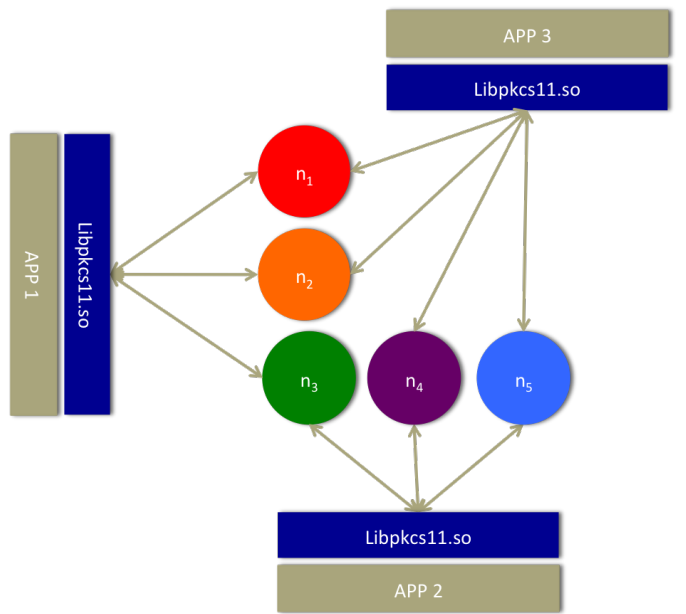 APP 3
Libpkcs11.so
n1
APP 1
Libpkcs11.so
n2
n3
n4
n5
Libpkcs11.so
APP 2